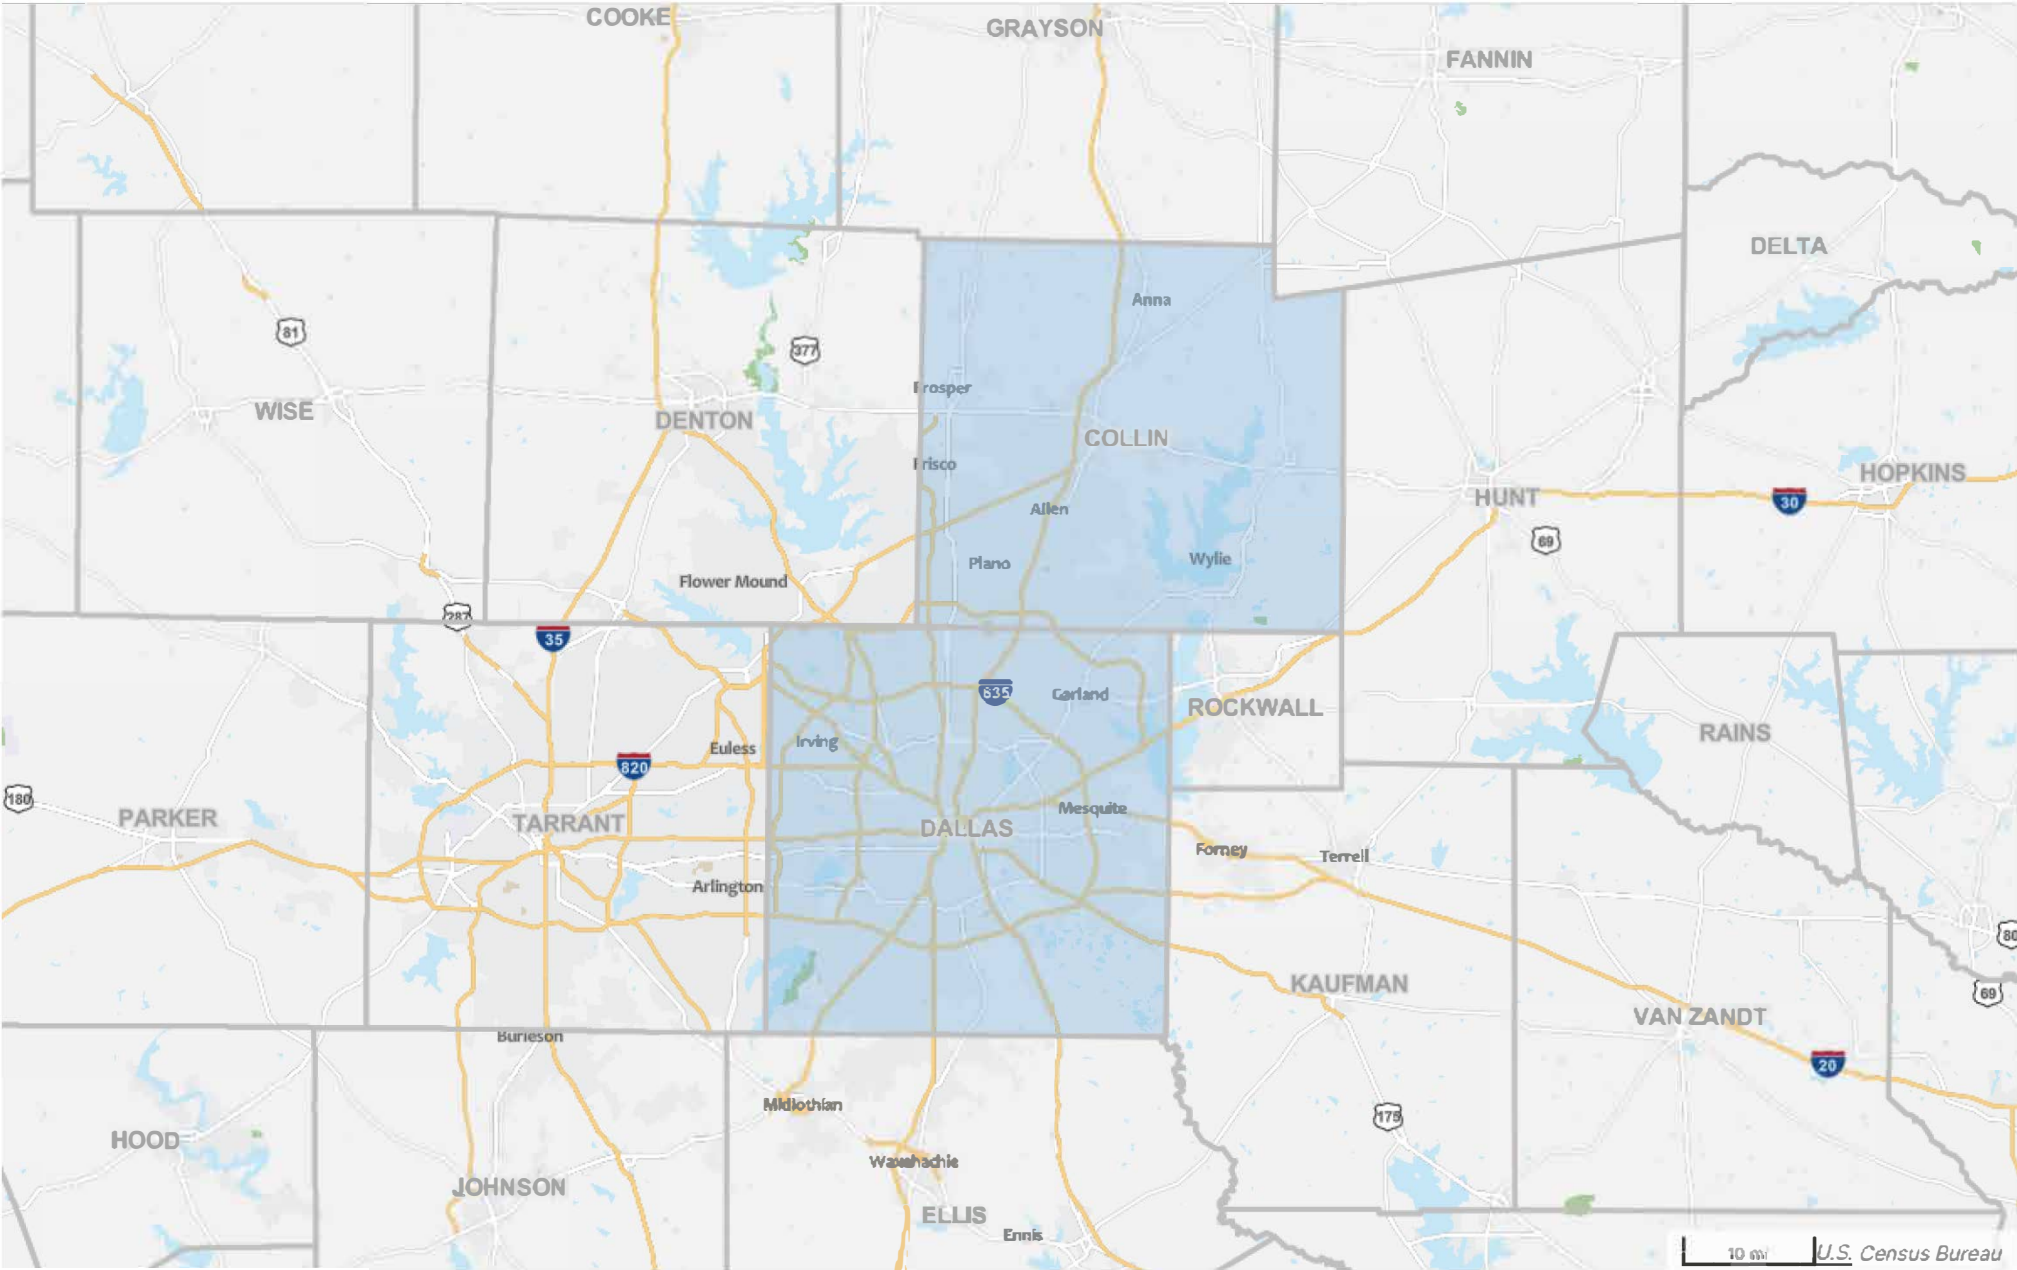 COOKE
GRAYSON
FANNIN
DELTA
Anna
81
377
Prosper
WISE
DENTON
COLLIN
Frisco
HOPKINS
HUNT
30
Allen
69
Plano
Wylie
Flower Mound
287
35
635
Garland
ROCKWALL
RAINS
Irving
Euless
820
180
PARKER
TARRANT
DALLAS
Mesquite
Forney
Terrell
Arlington
80
KAUFMAN
69
VAN ZANDT
Burleson
20
Midlothian
175
HOOD
Waxahachie
JOHNSON
ELLIS
Ennis
10 mi
U.S. Census Bureau